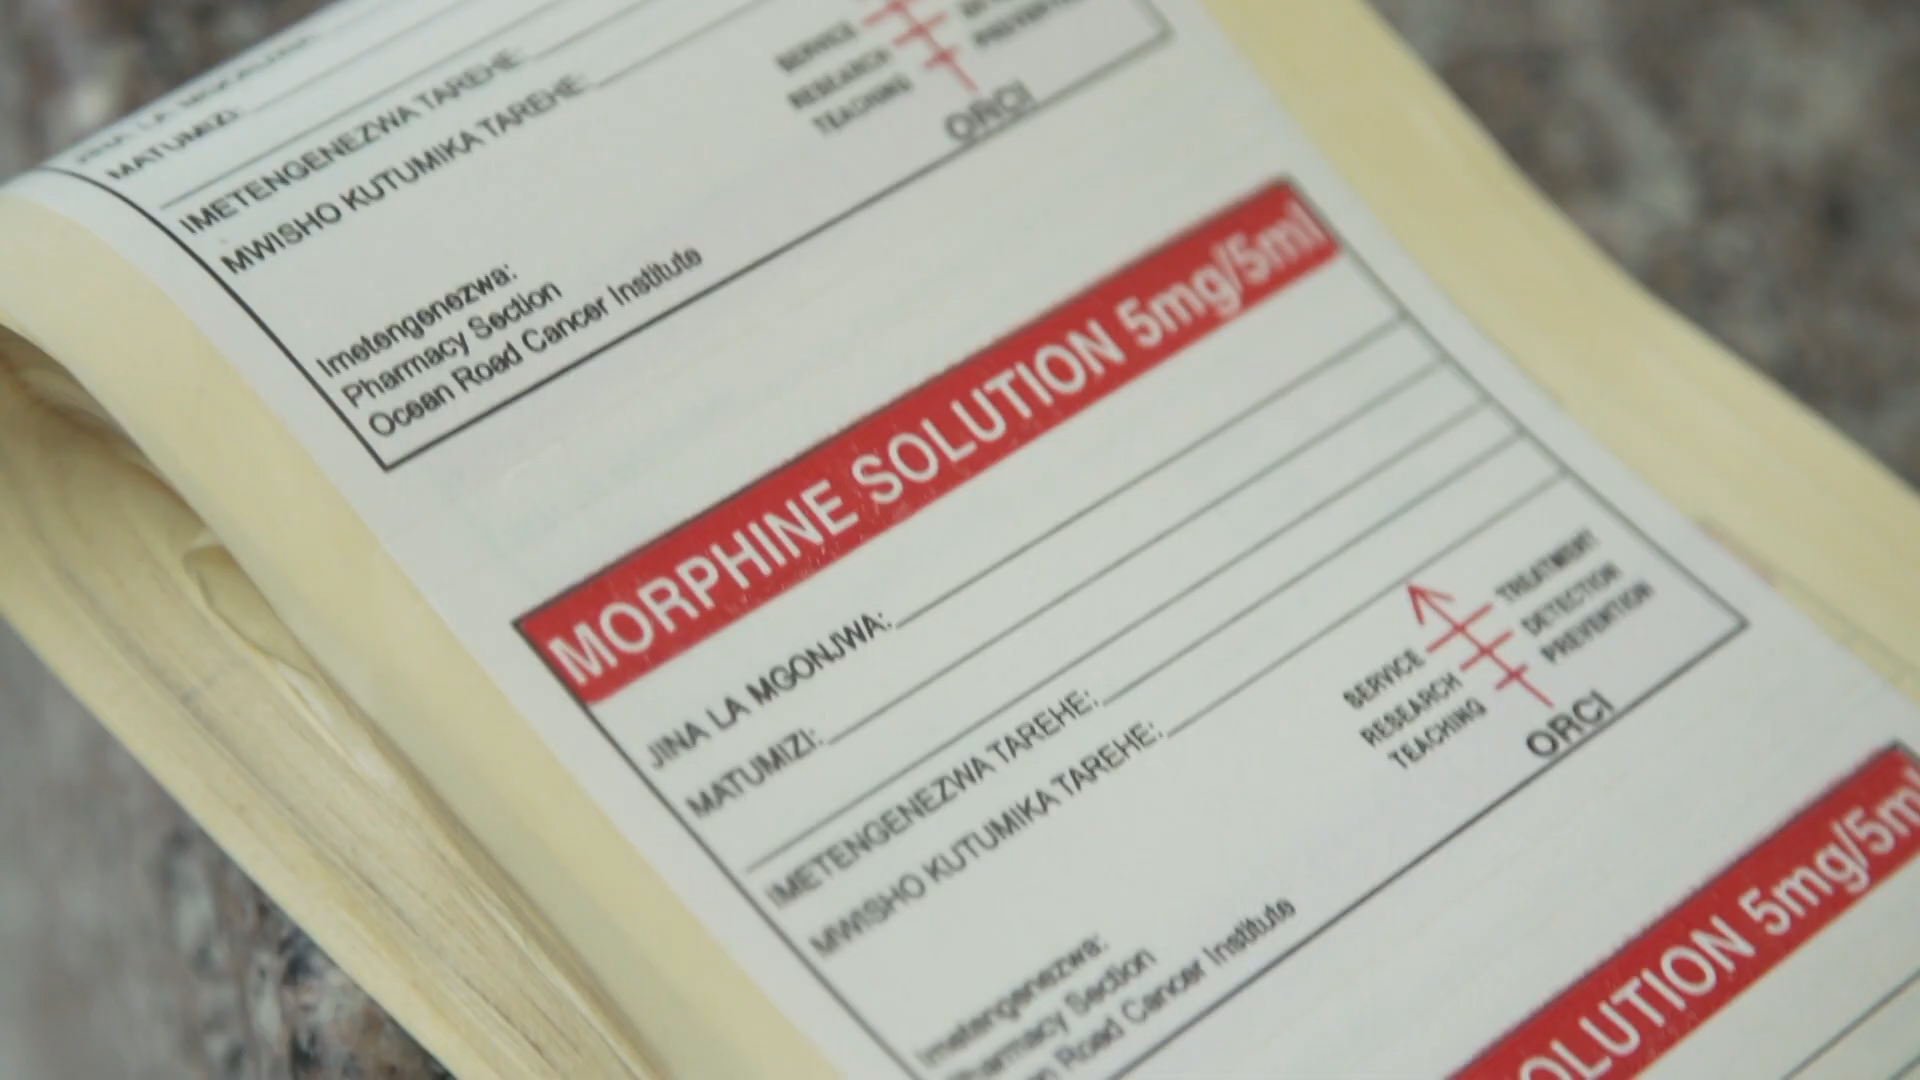 MATUMIZI:
IMETENGENEZWA TAREHE:
MWISHO KUTUMIKA TAREHE:
SERVICE
RESEARCH
TEACHING
PREVENTION
ORCI
Imetengenezwa:
Pharmacy Section
Ocean Road Cancer Institute
MORPHINE SOLUTION 5mg/5ml
JINA LA MGONJWA:
MATUMIZI:
IMETENGENEZWA TAREHE:
MWISHO KUTUMIKA TAREHE:
SERVICE
RESEARCH
TEACHING
TREATMENT
DETECTION
PREVENTION
ORCI
Imetengenezwa:
Pharmacy Section
Road Cancer Institute
OLUTION 5mg/5ml